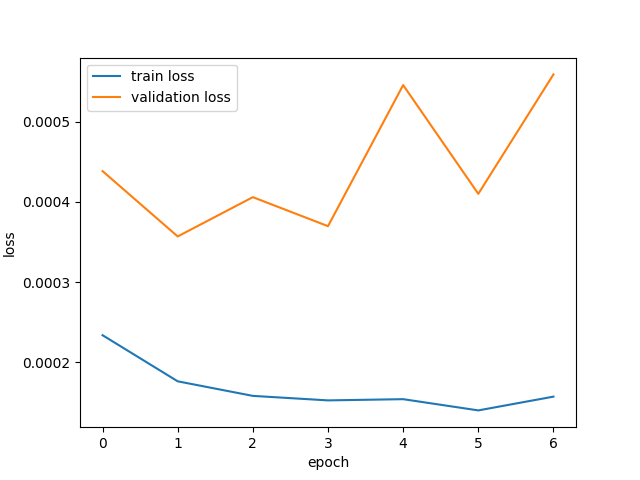 train loss
validation loss
0.0005
0.0004
0.0003
0.0002
loss
0 1 2 3 4 5 6
epoch